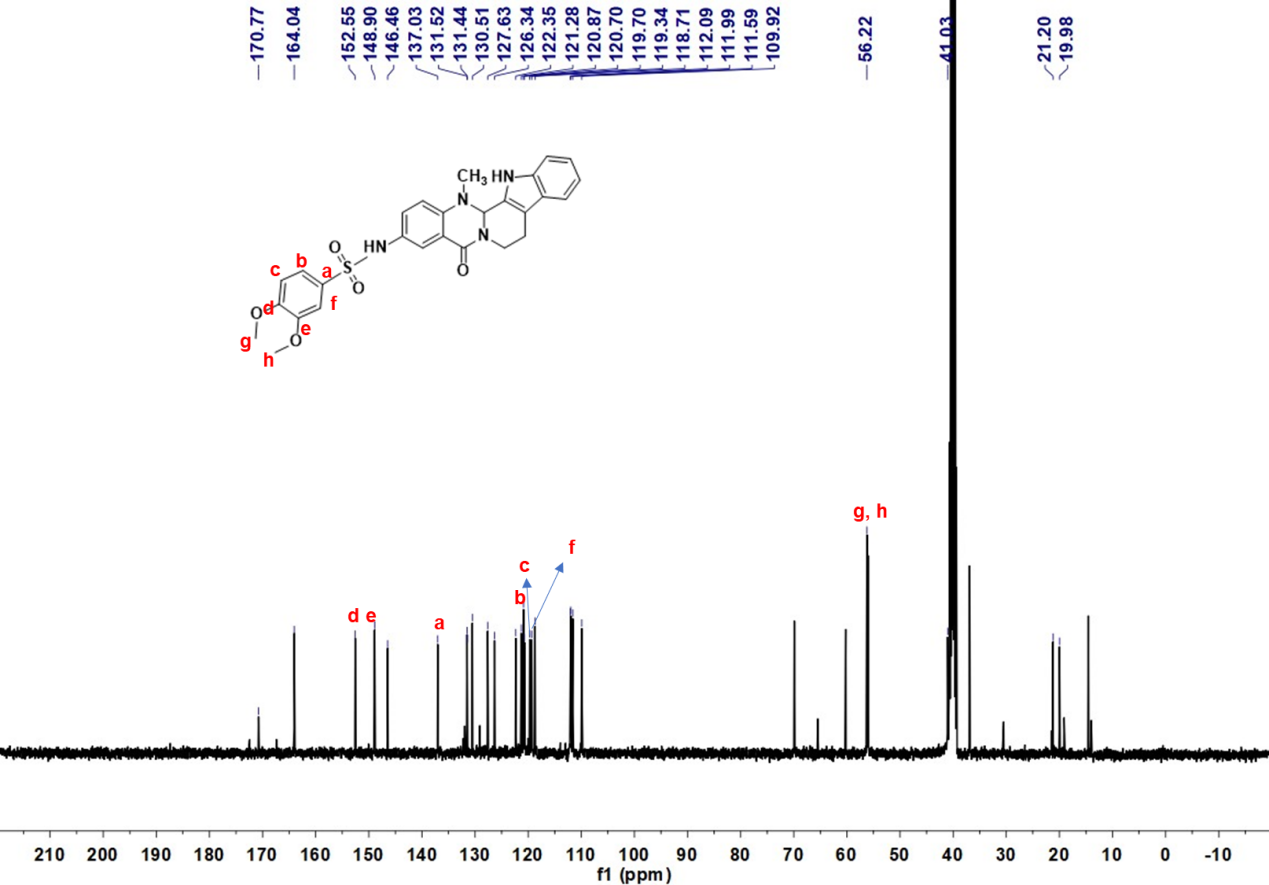 170.77
164.04
152.55
148.90
146.46
137.03
131.52
131.44
130.51
127.63
126.34
122.35
121.28
120.87
120.70
119.70
119.34
118.71
112.09
111.99
111.59
109.92
56.22
41.03
21.20
19.98
CH3 HN
N
HN
O
S
O
N
O
b
c
a
f
O d
e
O
g
h
g, h
f
c
b
d e
a
210 200 190 180 170 160 150 140 130 120 110 100 90 80 70 60 50 40 30 20 10 0 -10
f1 (ppm)